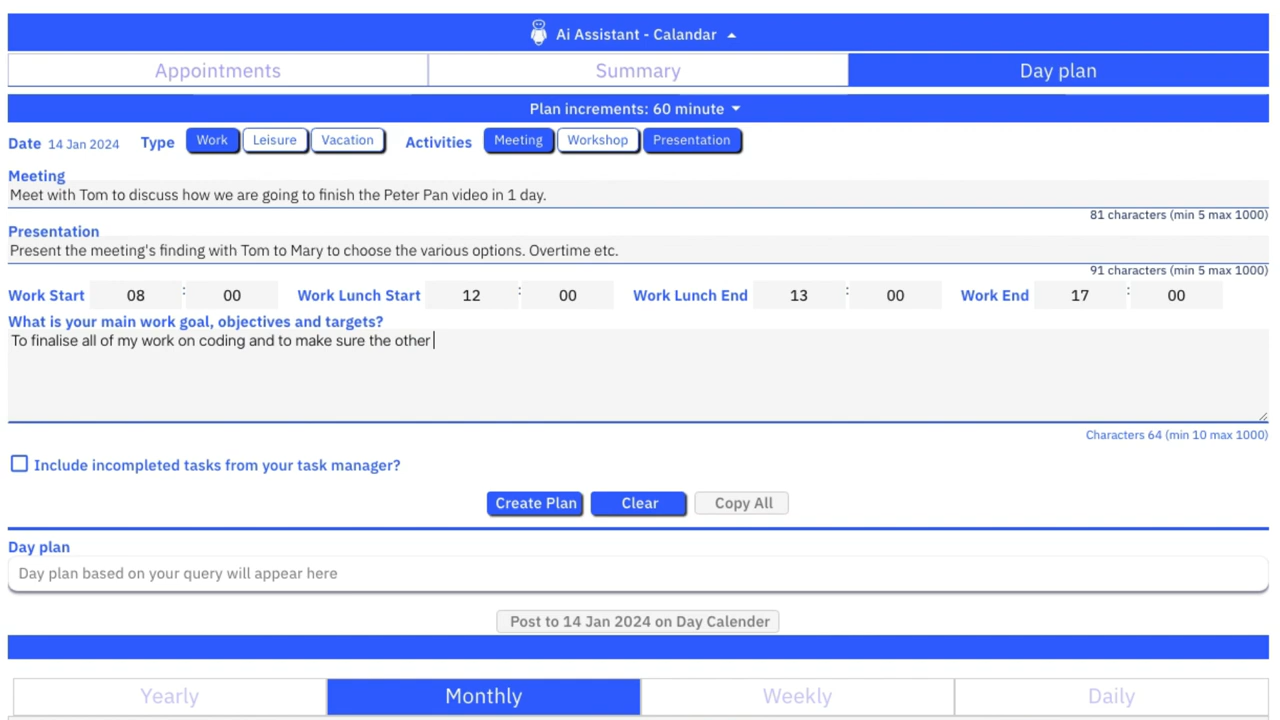 Ai Assistant - Calandar
Appointments Summary Day plan
Plan increments: 60 minute
Date 14 Jan 2024 Type Work Leisure Vacation Activities Meeting Workshop Presentation
Meeting
Meet with Tom to discuss how we are going to finish the Peter Pan video in 1 day.
81 characters (min 5 max 1000)
Presentation
Present the meeting's finding with Tom to Mary to choose the various options. Overtime etc.
91 characters (min 5 max 1000)
Work Start 08 : 00 Work Lunch Start 12 : 00 Work Lunch End 13 : 00 Work End 17 : 00
What is your main work goal, objectives and targets?
To finalise all of my work on coding and to make sure the other
Characters 64 (min 10 max 1000)
Include incompleted tasks from your task manager?
Create Plan Clear Copy All
Day plan
Day plan based on your query will appear here
Post to 14 Jan 2024 on Day Calender
Yearly Monthly Weekly Daily